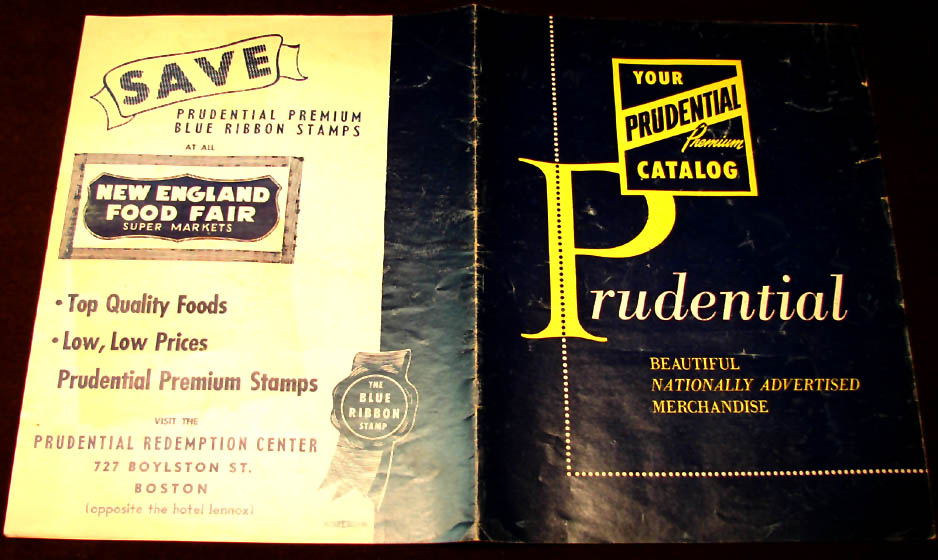 SAVE
PRUDENTIAL PREMIUM
BLUE RIBBON STAMPS
AT ALL
NEW ENGLAND
FOOD FAIR
SUPER MARKETS
• Top Quality Foods
• Low, Low Prices
Prudential Premium Stamps
VISIT THE
PRUDENTIAL REDEMPTION CENTER
727 BOYLSTON ST.
BOSTON
(opposite the hotel lennox)
THE
BLUE
RIBBON
STAMP
YOUR
PRUDENTIAL
Premium
CATALOG
Prudential
BEAUTIFUL
NATIONALLY ADVERTISED
MERCHANDISE